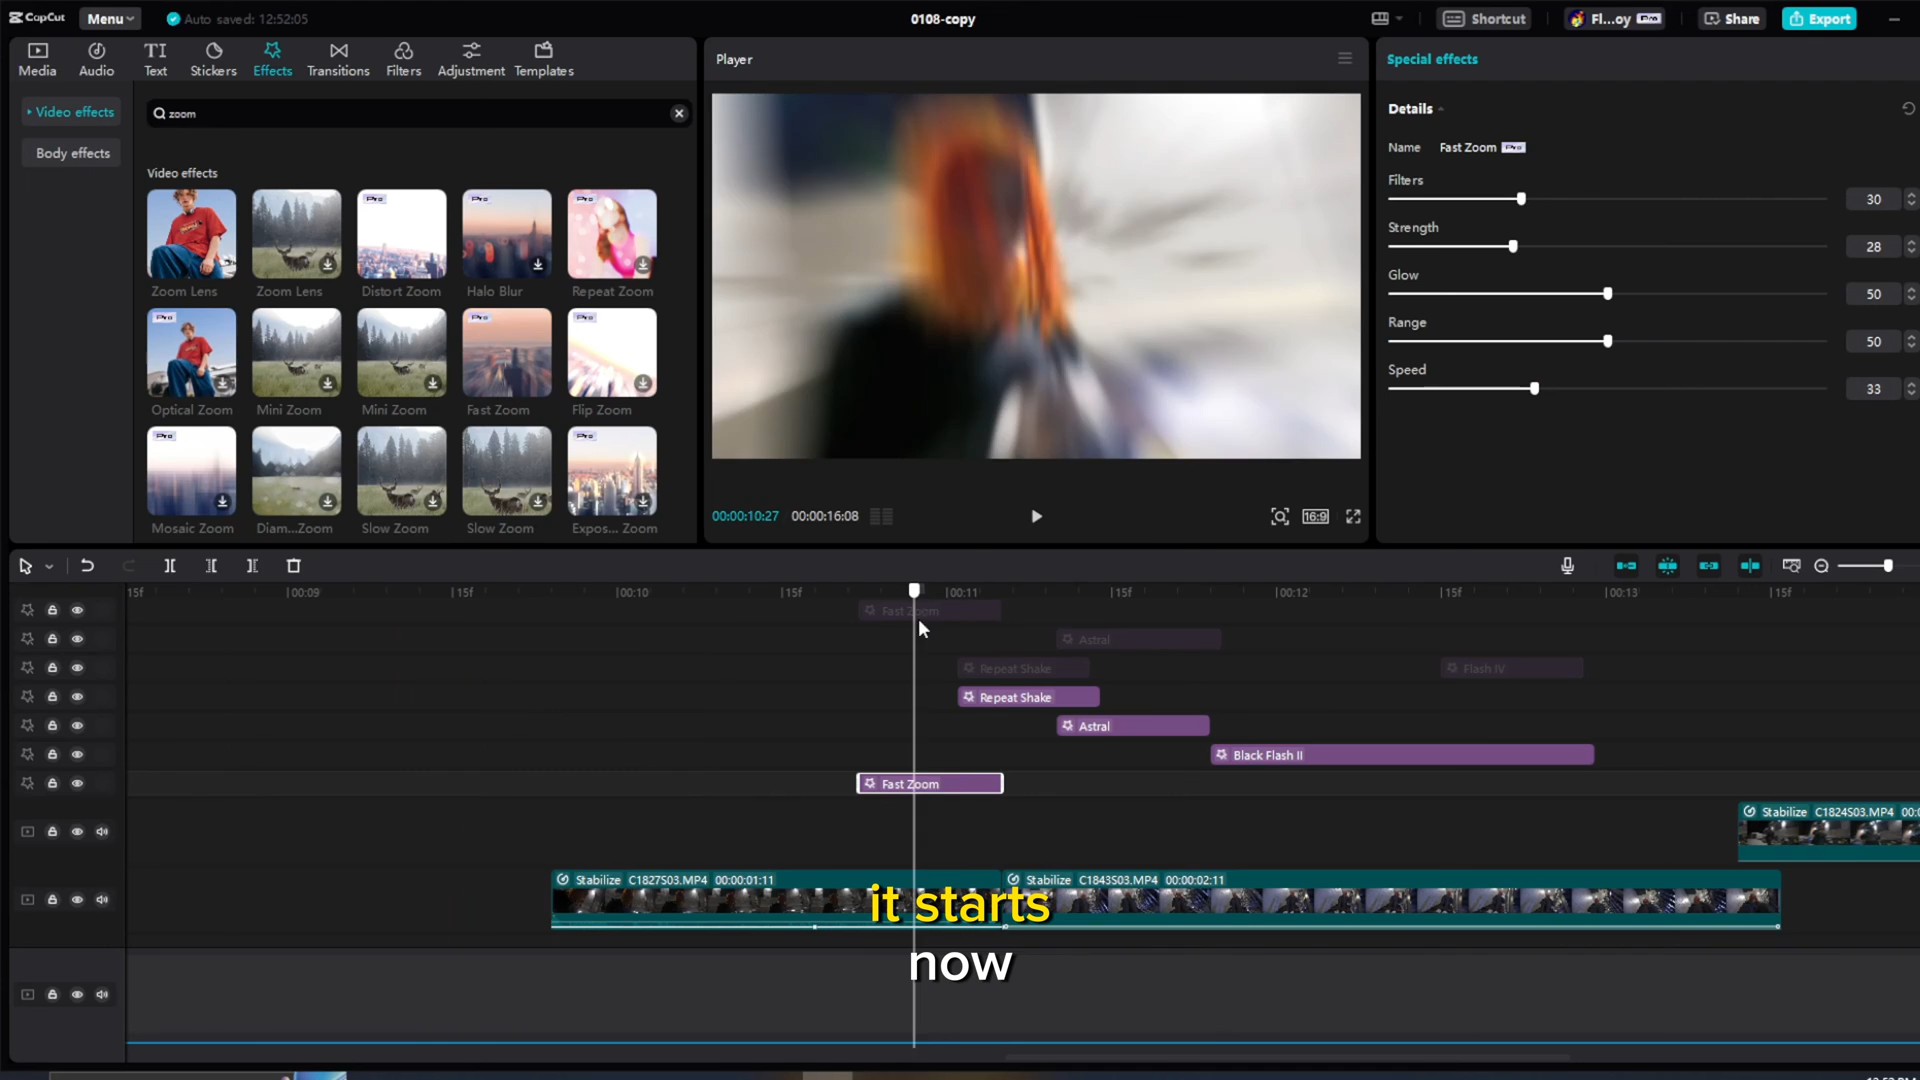 CapCut Menu Auto saved: 12:52:05 0108-copy Shortcut Fl...oy Pro Share Export
Media Audio Text Stickers Effects Transitions Filters Adjustment Templates
Video effects
Body effects
zoom
Video effects
Pro Pro Pro
Zoom Lens Zoom Lens Distort Zoom Halo Blur Repeat Zoom
Pro Pro Pro
Optical Zoom Mini Zoom Mini Zoom Fast Zoom Flip Zoom
Pro Pro
Mosaic Zoom Diam...Zoom Slow Zoom Slow Zoom Expos... Zoom
Player
00:00:10:27 00:00:16:08 16:9
Special effects
Details
Name Fast Zoom Pro
Filters
30
Strength
28
Glow
50
Range
50
Speed
33
15f 00:09 15f 00:10 15f 00:11 15f 00:12 15f 00:13 15f
Fast Zoom
Astral
Repeat Shake Flash IV
Repeat Shake
Astral
Black Flash II
Fast Zoom
Stabilize C1824S03.MP4
Stabilize C1827S03.MP4 00:00:01:11 Stabilize C1843S03.MP4 00:00:02:11
it starts
now